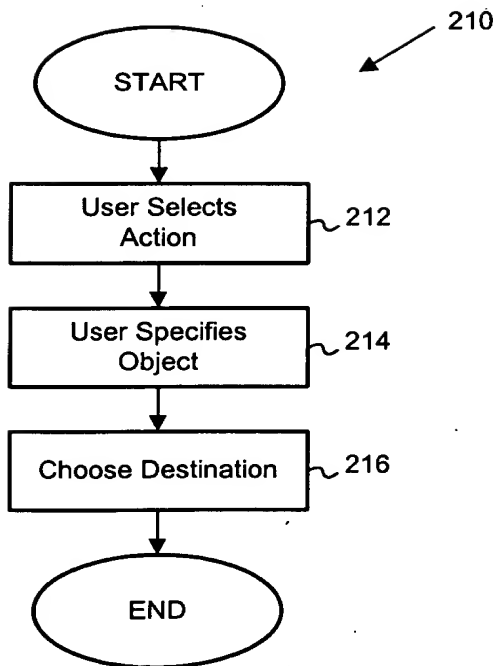 210
START
User Selects
Action
212
User Specifies
Object
214
Choose Destination
216
END